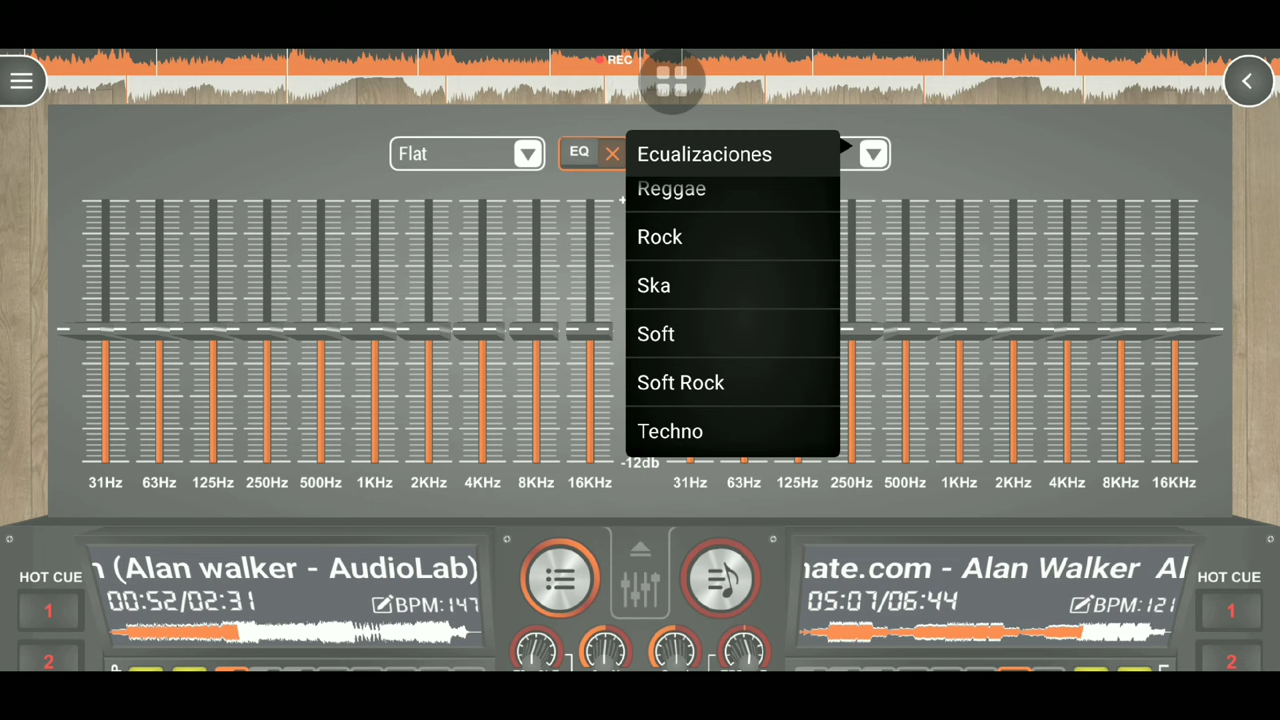 REC
Flat
EQ
Ecualizaciones
Reggae
Rock
Ska
Soft
Soft Rock
Techno
-12db
31Hz 63Hz 125Hz 250Hz 500Hz 1KHz 2KHz 4KHz 8KHz 16KHz
31Hz 63Hz 125Hz 250Hz 500Hz 1KHz 2KHz 4KHz 8KHz 16KHz
HOT CUE
1
2
(Alan walker - AudioLab)
00:52/02:31
BPM:147
nate.com - Alan Walker Al
05:07/06:44
BPM:121
HOT CUE
1
2